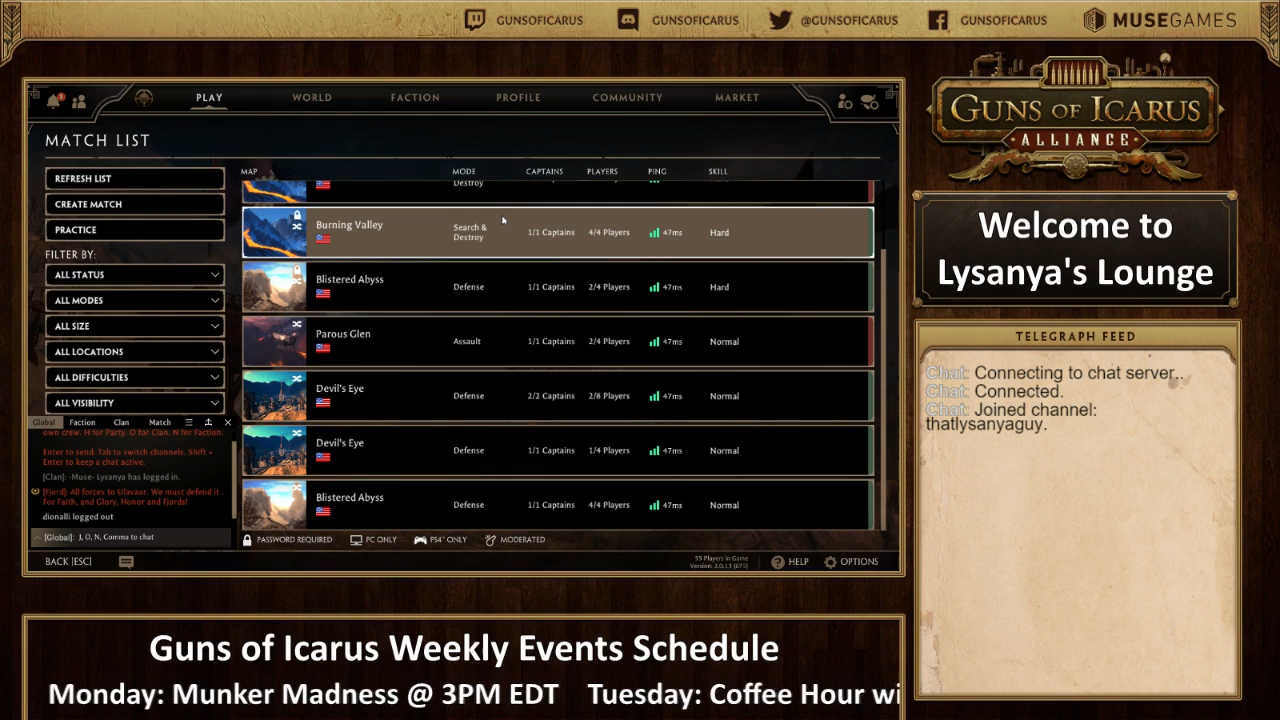 GUNSOFICARUS
GUNSOFICARUS
@GUNSOFICARUS
GUNSOFICARUS
MUSEGAMES
PLAY
WORLD
FACTION
PROFILE
COMMUNITY
MARKET
GUNS OF ICARUS
ALLIANCE
MATCH LIST
Welcome to
Lysanya's Lounge
REFRESH LIST
CREATE MATCH
PRACTICE
FILTER BY:
ALL STATUS
ALL MODES
ALL SIZE
ALL LOCATIONS
ALL DIFFICULTIES
ALL VISIBILITY
MAP MODE CAPTAINS PLAYERS PING SKILL
Destroy
Burning Valley Search & Destroy 1/1 Captains 4/4 Players 47ms Hard
Blistered Abyss Defense 1/1 Captains 2/4 Players 47ms Hard
Parous Glen Assault 1/1 Captains 2/4 Players 47ms Normal
Devil's Eye Defense 2/2 Captains 2/8 Players 47ms Normal
Devil's Eye Defense 1/1 Captains 1/4 Players 47ms Normal
Blistered Abyss Defense 1/1 Captains 4/4 Players 47ms Normal
Global Faction Clan Match
own crew. H for Party. O for Clan. N for Faction.
Enter to send. Tab to switch channels. Shift +
Enter to keep a chat active.
[Clan]: -Muse- Lysanya has logged in.
[Fjord]: All forces to Ulavaar. We must defend it.
For Faith, and Glory, Honor and Fjords!
dionalli logged out
[Global]: J, O, N, Comma to chat
PASSWORD REQUIRED
PC ONLY
PS4™ ONLY
MODERATED
BACK [ESC]
55 Players in Game
Version: 2.0.13 (675)
HELP
OPTIONS
TELEGRAPH FEED
Chat: Connecting to chat server..
Chat: Connected.
Chat: Joined channel:
thatlysanyaguy.
Guns of Icarus Weekly Events Schedule
Monday: Munker Madness @ 3PM EDT Tuesday: Coffee Hour wi